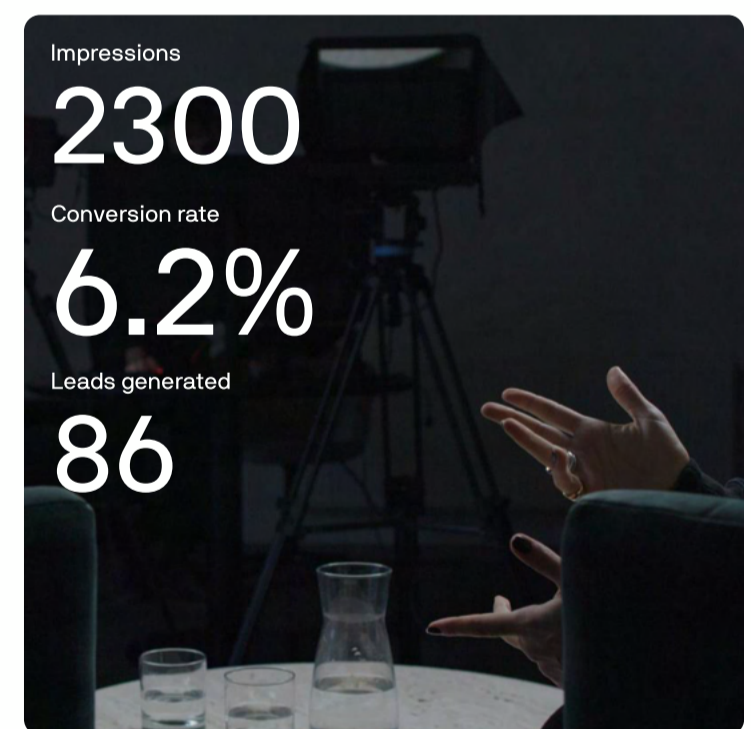 Impressions
2300
Conversion rate
6.2%
Leads generated
86